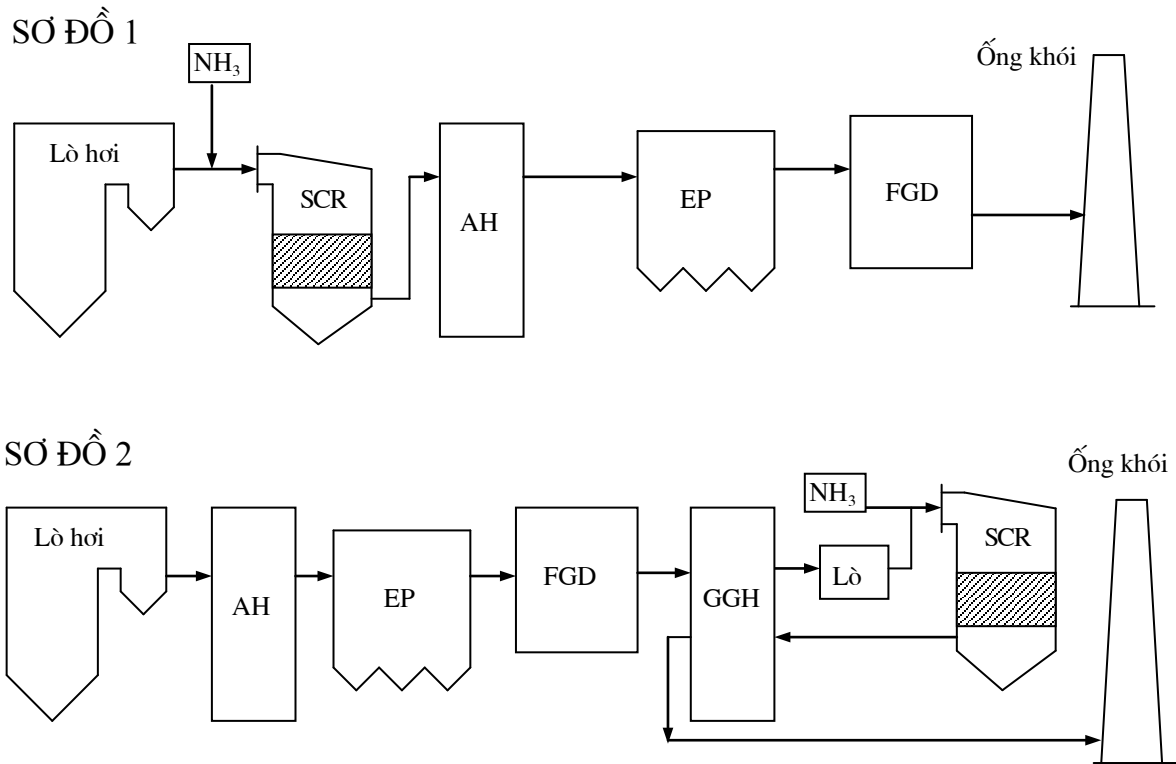 SƠ ĐỒ 1
NH₃
Ống khói
Lò hơi
SCR
AH
EP
FGD
SƠ ĐỒ 2
Ống khói
NH₃
Lò hơi
AH
EP
FGD
GGH
Lò
SCR